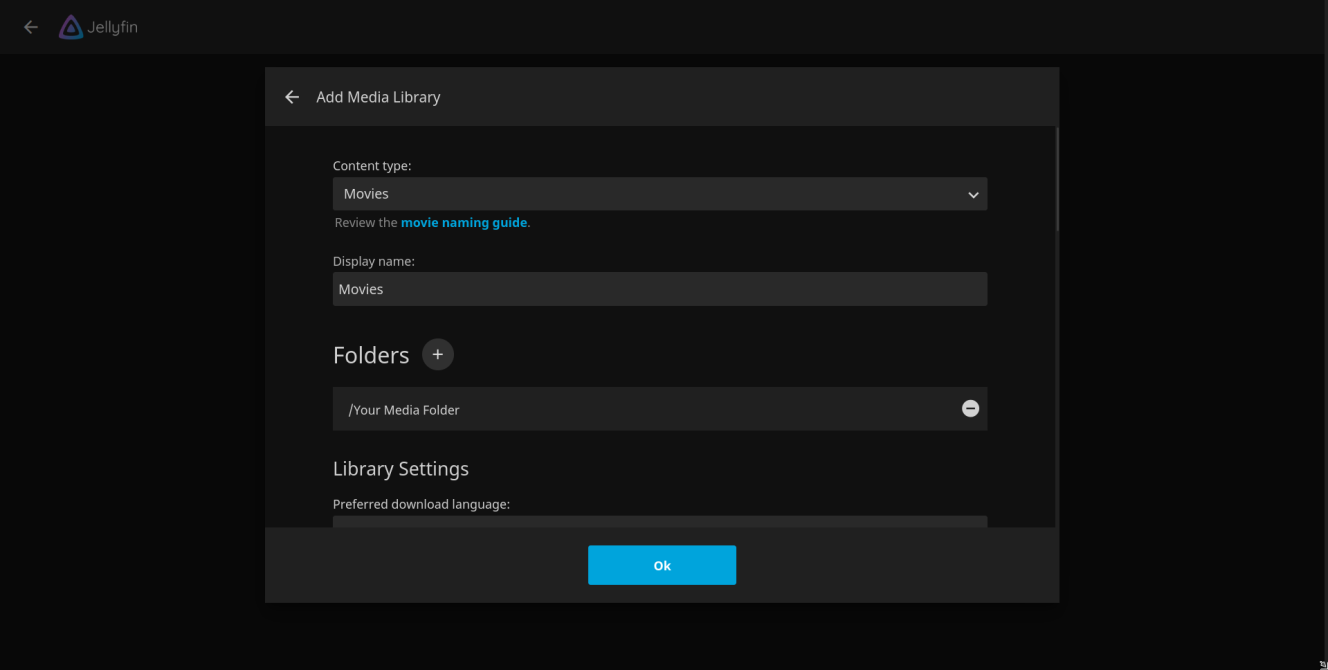 Jellyfin
Add Media Library
Content type:
Movies
Review the movie naming guide.
Display name:
Movies
Folders
/Your Media Folder
Library Settings
Preferred download language:
Ok